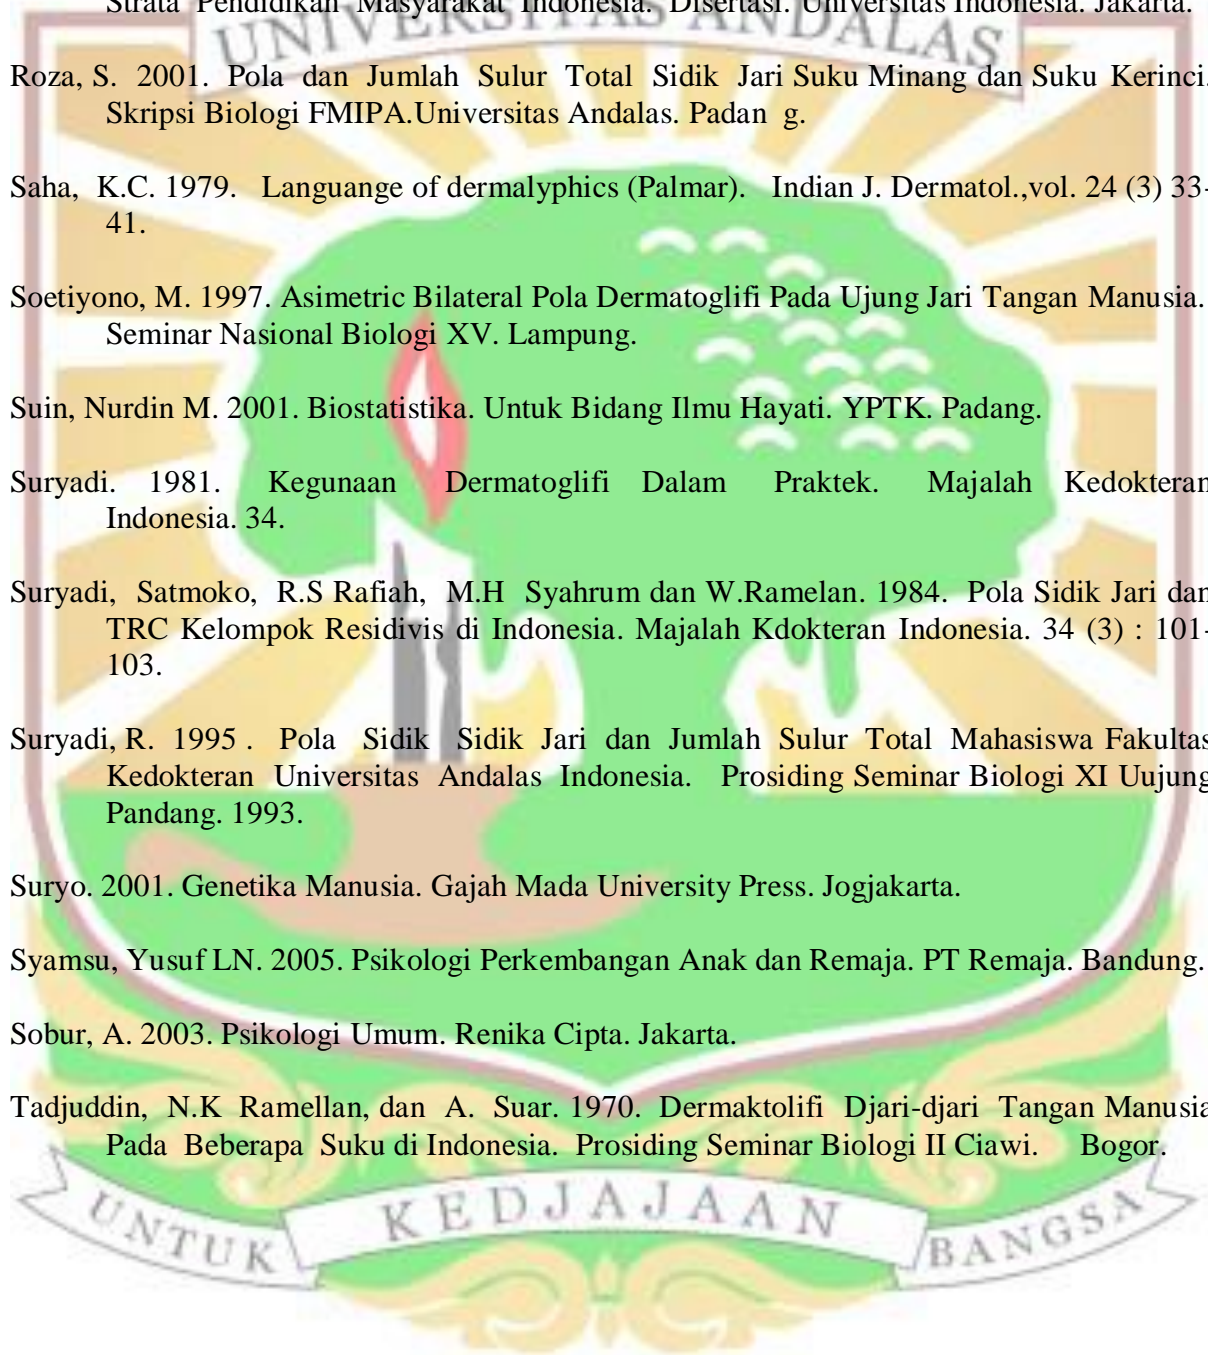 Strata Pendidikan Masyarakat Indonesia. Disertasi. Universitas Indonesia. Jakarta.
UNIVERSITAS ANDALAS
Roza, S. 2001. Pola dan Jumlah Sulur Total Sidik Jari Suku Minang dan Suku Kerinci.
Skripsi Biologi FMIPA.Universitas Andalas. Padan g.
Saha, K.C. 1979. Languange of dermalyphics (Palmar). Indian J. Dermatol.,vol. 24 (3) 33-
41.
Soetiyono, M. 1997. Asimetric Bilateral Pola Dermatoglifi Pada Ujung Jari Tangan Manusia.
Seminar Nasional Biologi XV. Lampung.
Suin, Nurdin M. 2001. Biostatistika. Untuk Bidang Ilmu Hayati. YPTK. Padang.
Suryadi. 1981. Kegunaan Dermatoglifi Dalam Praktek. Majalah Kedokteran
Indonesia. 34.
Suryadi, Satmoko, R.S Rafiah, M.H Syahrum dan W.Ramelan. 1984. Pola Sidik Jari dan
TRC Kelompok Residivis di Indonesia. Majalah Kdokteran Indonesia. 34 (3) : 101-
103.
Suryadi, R. 1995 . Pola Sidik Sidik Jari dan Jumlah Sulur Total Mahasiswa Fakultas
Kedokteran Universitas Andalas Indonesia. Prosiding Seminar Biologi XI Uujung
Pandang. 1993.
Suryo. 2001. Genetika Manusia. Gajah Mada University Press. Jogjakarta.
Syamsu, Yusuf LN. 2005. Psikologi Perkembangan Anak dan Remaja. PT Remaja. Bandung.
Sobur, A. 2003. Psikologi Umum. Renika Cipta. Jakarta.
Tadjuddin, N.K Ramellan, dan A. Suar. 1970. Dermaktolifi Djari-djari Tangan Manusia
Pada Beberapa Suku di Indonesia. Prosiding Seminar Biologi II Ciawi. Bogor.
UNTUK KEDJAJAAN BANGSA